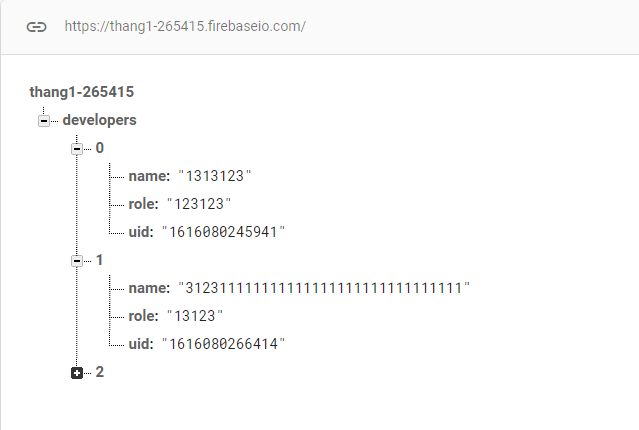 https://thang1-265415.firebaseio.com/
thang1-265415
developers
0
name: "1313123"
role: "123123"
uid: "1616080245941"
1
name: "312311111111111111111111111111111"
role: "13123"
uid: "1616080266414"
2